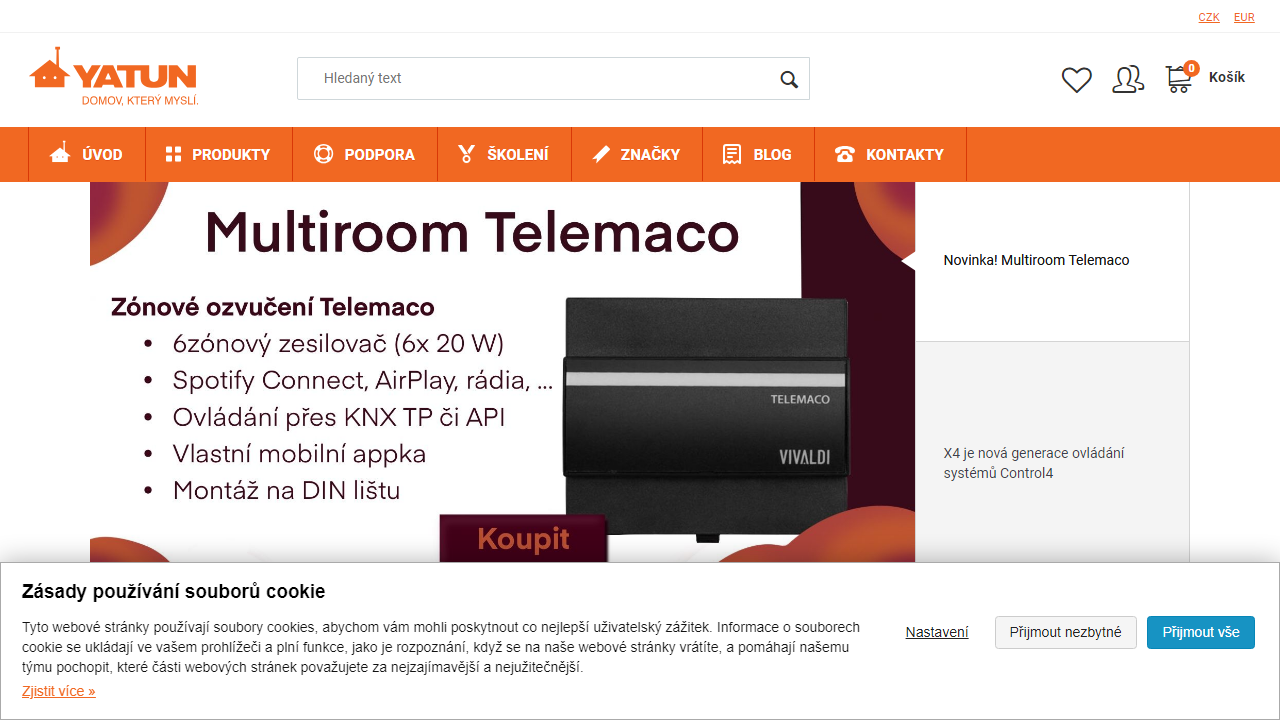 CZK EUR
YATUN
DOMOV, KTERÝ MYSLÍ.
Hledaný text
0
Košík
ÚVOD
PRODUKTY
PODPORA
ŠKOLENÍ
ZNAČKY
BLOG
KONTAKTY
Multiroom Telemaco
Zónové ozvučení Telemaco
• 6zónový zesilovač (6x 20 W)
• Spotify Connect, AirPlay, rádia, ...
• Ovládání přes KNX TP či API
• Vlastní mobilní appka
• Montáž na DIN lištu
TELEMACO
VIVALDI
Koupit
Novinka! Multiroom Telemaco
X4 je nová generace ovládání
systémů Control4
Zásady používání souborů cookie
Tyto webové stránky používají soubory cookies, abychom vám mohli poskytnout co nejlepší uživatelský zážitek. Informace o souborech
cookie se ukládají ve vašem prohlížeči a plní funkce, jako je rozpoznání, když se na naše webové stránky vrátíte, a pomáhají našemu
týmu pochopit, které části webových stránek považujete za nejzajímavější a nejužitečnější.
Zjistit více »
Nastavení
Přijmout nezbytné
Přijmout vše